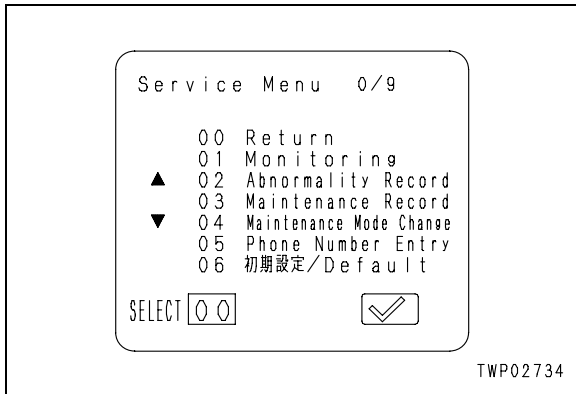 Service Menu 0/9
00 Return
01 Monitoring
▲ 02 Abnormality Record
03 Maintenance Record
▼ 04 Maintenance Mode Change
05 Phone Number Entry
06 初期設定/Default
SELECT 00
TWP02734